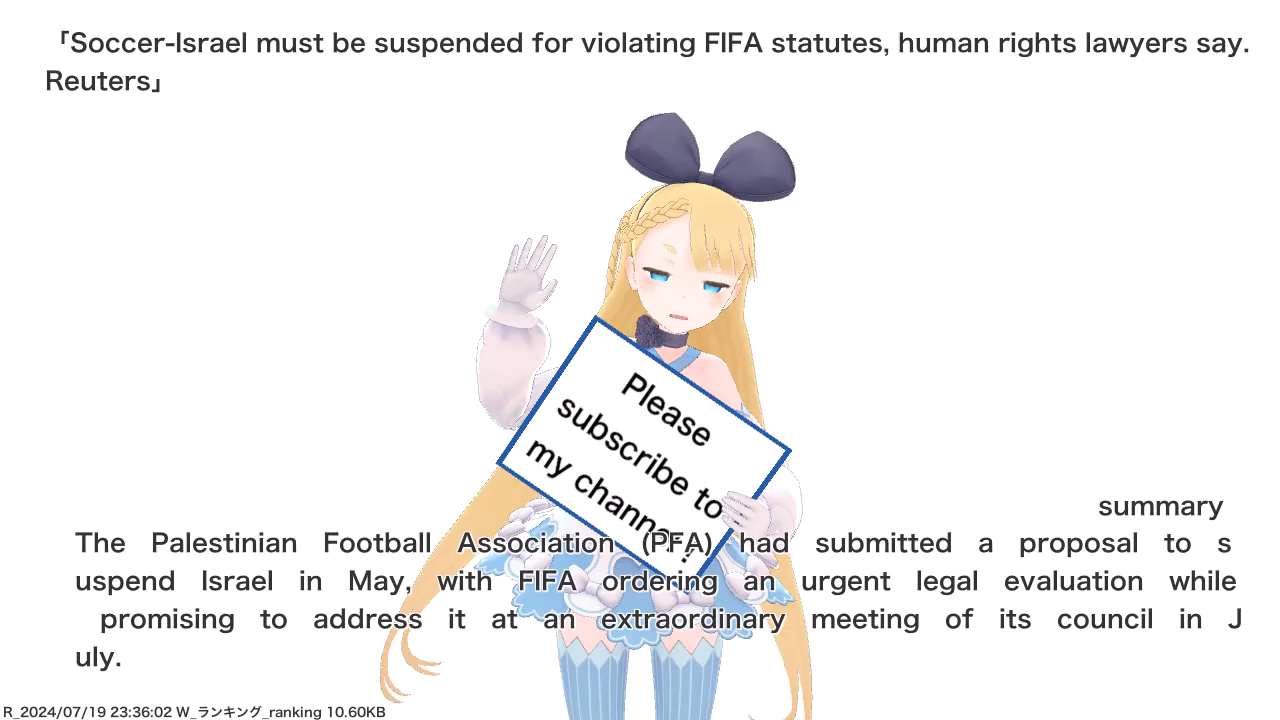 「Soccer-Israel must be suspended for violating FIFA statutes, human rights lawyers say.
Reuters」
Please
subscribe to
my channel!
summary
The Palestinian Football Association (PFA) had submitted a proposal to s
uspend Israel in May, with FIFA ordering an urgent legal evaluation while
promising to address it at an extraordinary meeting of its council in J
uly.
R_2024/07/19 23:36:02 W_ランキング_ranking 10.60KB